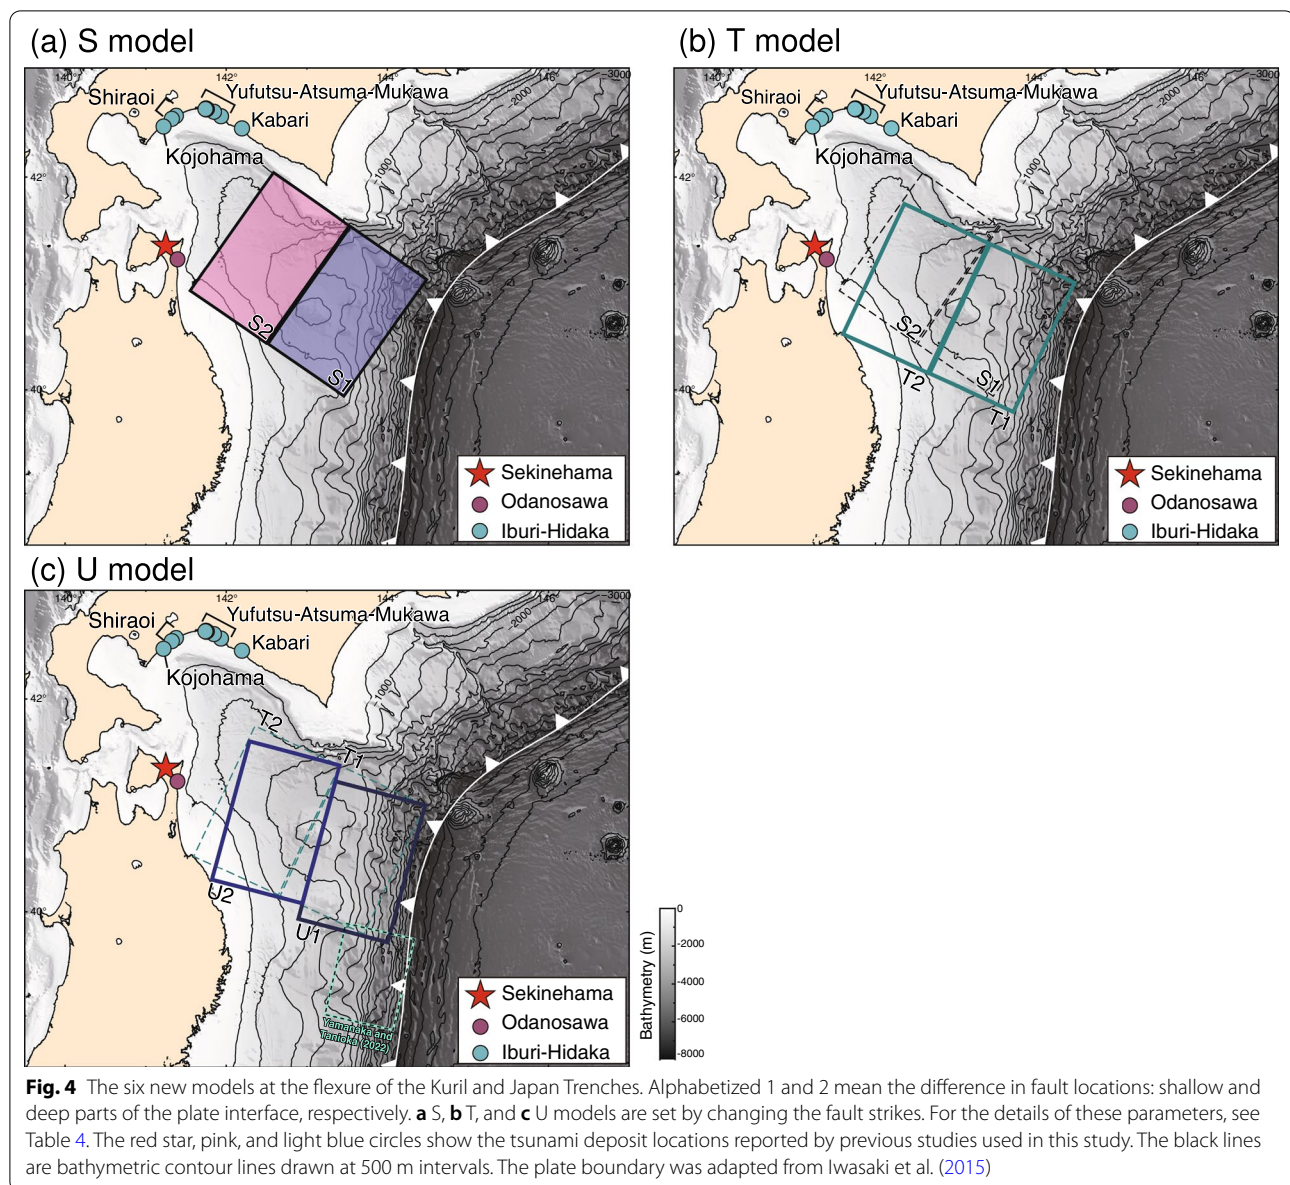 (a) S model
140°
142°
144°
146°
-3000
-2000
-1000
Shiraoi
Yufutsu-Atsuma-Mukawa
Kabari
Kojohama
42°
40°
S2
S1
Sekinehama
Odanosawa
Iburi-Hidaka
(b) T model
140°
142°
144°
146°
-3000
-2000
-1000
Shiraoi
Yufutsu-Atsuma-Mukawa
Kabari
Kojohama
42°
40°
S2
S1
T2
T1
Sekinehama
Odanosawa
Iburi-Hidaka
(c) U model
140°
142°
144°
146°
-3000
-2000
-1000
Shiraoi
Yufutsu-Atsuma-Mukawa
Kabari
Kojohama
42°
40°
T2
T1
U2
U1
Yamanaka and
Tanioka (2022)
Sekinehama
Odanosawa
Iburi-Hidaka
Bathymetry (m)
0
-2000
-4000
-6000
-8000
Fig. 4 The six new models at the flexure of the Kuril and Japan Trenches. Alphabetized 1 and 2 mean the difference in fault locations: shallow and
deep parts of the plate interface, respectively. a S, b T, and c U models are set by changing the fault strikes. For the details of these parameters, see
Table 4. The red star, pink, and light blue circles show the tsunami deposit locations reported by previous studies used in this study. The black lines
are bathymetric contour lines drawn at 500 m intervals. The plate boundary was adapted from Iwasaki et al. (2015)